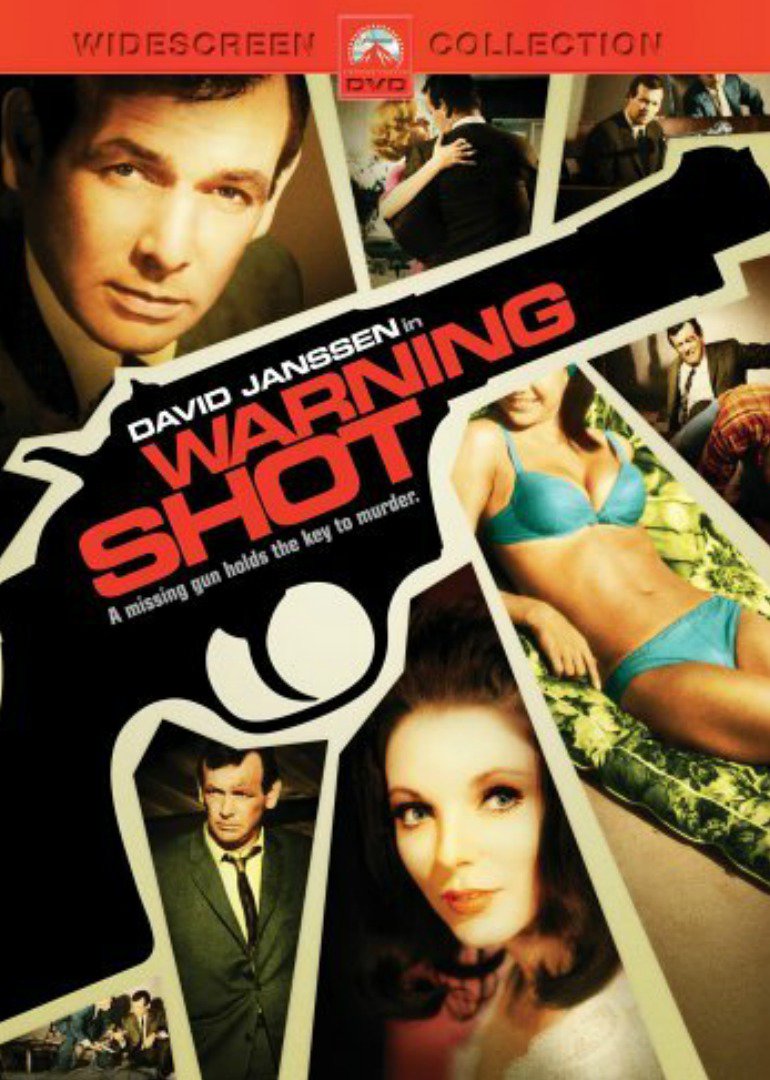 WIDESCREEN COLLECTION
DVD
DAVID JANSSEN in
WARNING
SHOT
A missing gun holds the key to murder.